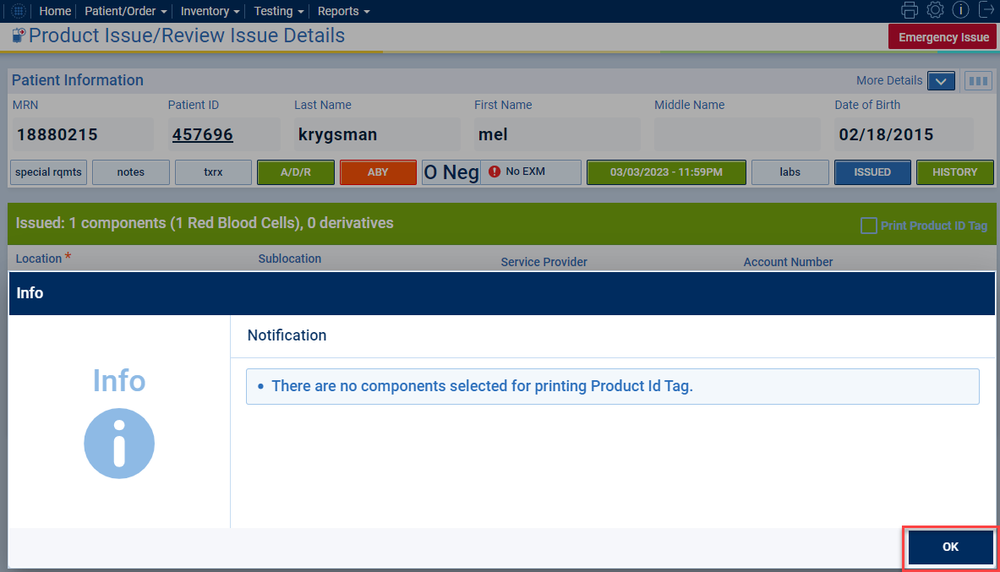 Home Patient/Order Inventory Testing Reports
Product Issue/Review Issue Details
Emergency Issue
Patient Information
More Details
MRN Patient ID Last Name First Name Middle Name Date of Birth
18880215 457696 krygsman mel 02/18/2015
special rqmts notes txrx A/D/R ABY O Neg No EXM 03/03/2023 - 11:59PM labs ISSUED HISTORY
Issued: 1 components (1 Red Blood Cells), 0 derivatives
Print Product ID Tag
Location * Sublocation Service Provider Account Number
Info
Notification
Info
• There are no components selected for printing Product Id Tag.
OK